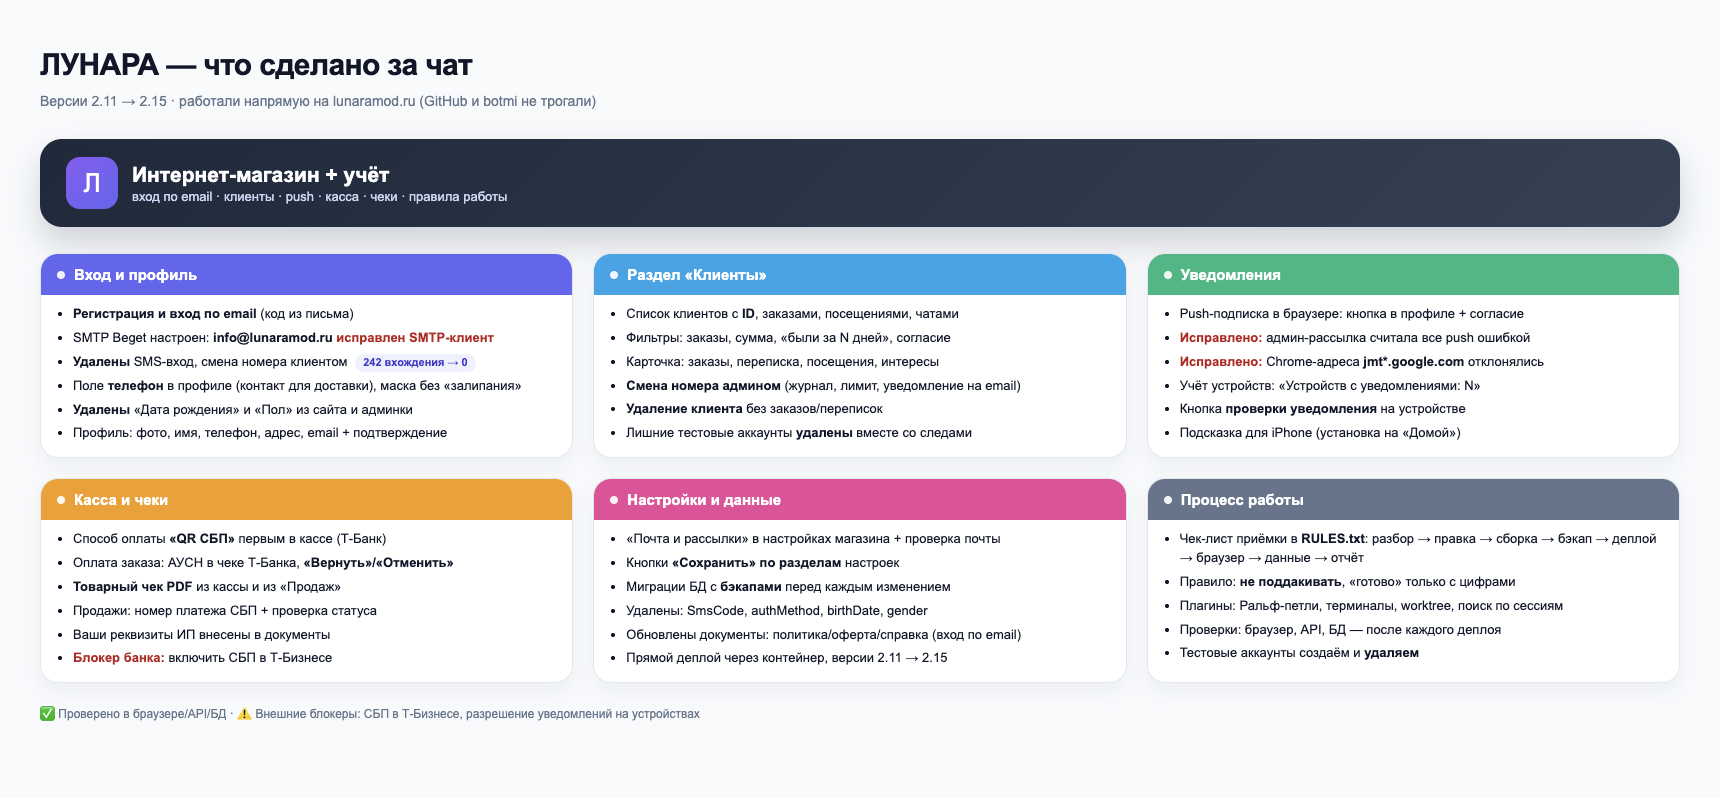 ЛУНАРА — что сделано за чат
Версии 2.11 → 2.15 · работали напрямую на lunaramod.ru (GitHub и botmi не трогали)
Л
Интернет-магазин + учёт
вход по email · клиенты · push · касса · чеки · правила работы
Вход и профиль
• Регистрация и вход по email (код из письма)
• SMTP Beget настроен: info@lunaramod.ru исправлен SMTP-клиент
• Удалены SMS-вход, смена номера клиентом 242 вхождения → 0
• Поле телефон в профиле (контакт для доставки), маска без «залипания»
• Удалены «Дата рождения» и «Пол» из сайта и админки
• Профиль: фото, имя, телефон, адрес, email + подтверждение
Раздел «Клиенты»
• Список клиентов с ID, заказами, посещениями, чатами
• Фильтры: заказы, сумма, «были за N дней», согласие
• Карточка: заказы, переписка, посещения, интересы
• Смена номера админом (журнал, лимит, уведомление на email)
• Удаление клиента без заказов/переписок
• Лишние тестовые аккаунты удалены вместе со следами
Уведомления
• Push-подписка в браузере: кнопка в профиле + согласие
• Исправлено: админ-рассылка считала все push ошибкой
• Исправлено: Chrome-адреса jmt*.google.com отклонялись
• Учёт устройств: «Устройств с уведомлениями: N»
• Кнопка проверки уведомления на устройстве
• Подсказка для iPhone (установка на «Домой»)
Касса и чеки
• Способ оплаты «QR СБП» первым в кассе (Т-Банк)
• Оплата заказа: АУСН в чеке Т-Банка, «Вернуть»/«Отменить»
• Товарный чек PDF из кассы и из «Продаж»
• Продажи: номер платежа СБП + проверка статуса
• Ваши реквизиты ИП внесены в документы
• Блокер банка: включить СБП в Т-Бизнесе
Настройки и данные
• «Почта и рассылки» в настройках магазина + проверка почты
• Кнопки «Сохранить» по разделам настроек
• Миграции БД с бэкапами перед каждым изменением
• Удалены: SmsCode, authMethod, birthDate, gender
• Обновлены документы: политика/оферта/справка (вход по email)
• Прямой деплой через контейнер, версии 2.11 → 2.15
Процесс работы
• Чек-лист приёмки в RULES.txt: разбор → правка → сборка → бэкап → деплой
→ браузер → данные → отчёт
• Правило: не поддакивать, «готово» только с цифрами
• Плагины: Ральф-петли, терминалы, worktree, поиск по сессиям
• Проверки: браузер, API, БД — после каждого деплоя
• Тестовые аккаунты создаём и удаляем
✅ Проверено в браузере/API/БД · ⚠️ Внешние блокеры: СБП в Т-Бизнесе, разрешение уведомлений на устройствах